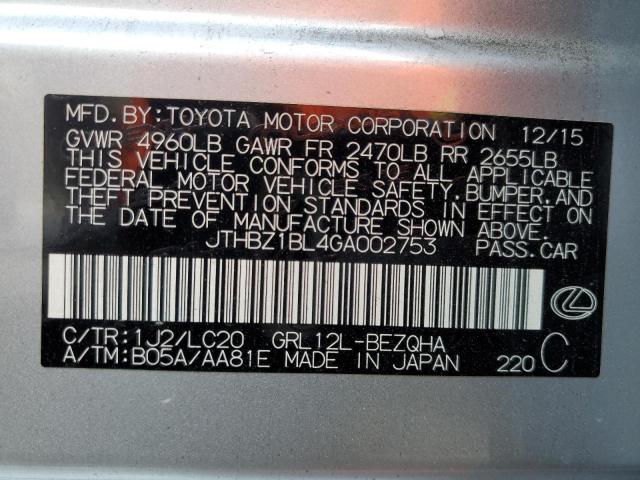 MFD. BY: TOYOTA MOTOR CORPORATION 12/15
GVWR 4960LB GAWR FR 2470LB RR 2655LB
THIS VEHICLE CONFORMS TO ALL APPLICABLE
FEDERAL MOTOR VEHICLE SAFETY, BUMPER, AND
THEFT PREVENTION STANDARDS IN EFFECT ON
THE DATE OF MANUFACTURE SHOWN ABOVE.
JTHBZ1BL4GA002753 PASS.CAR
C/TR:1J2/LC20 GRL12L-BEZQHA
A/TM:B05A/AA81E MADE IN JAPAN 220 C